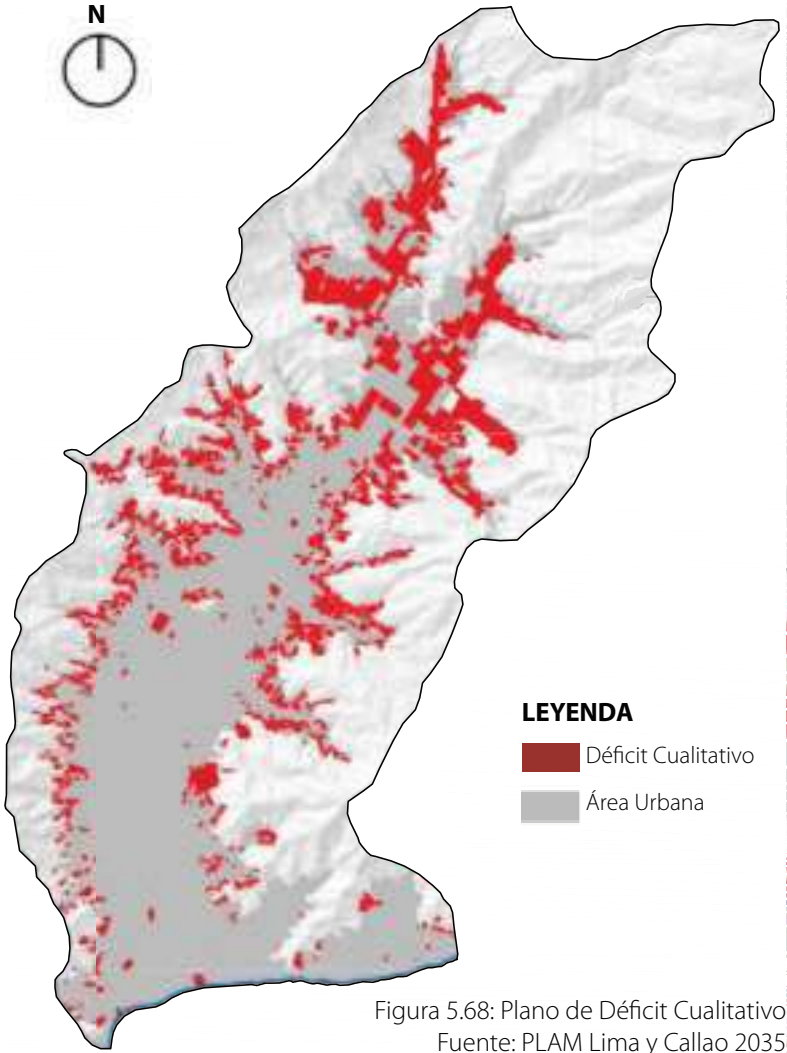 N
LEYENDA
Déficit Cualitativo
Área Urbana
Figura 5.68: Plano de Déficit Cualitativo
Fuente: PLAM Lima y Callao 2035